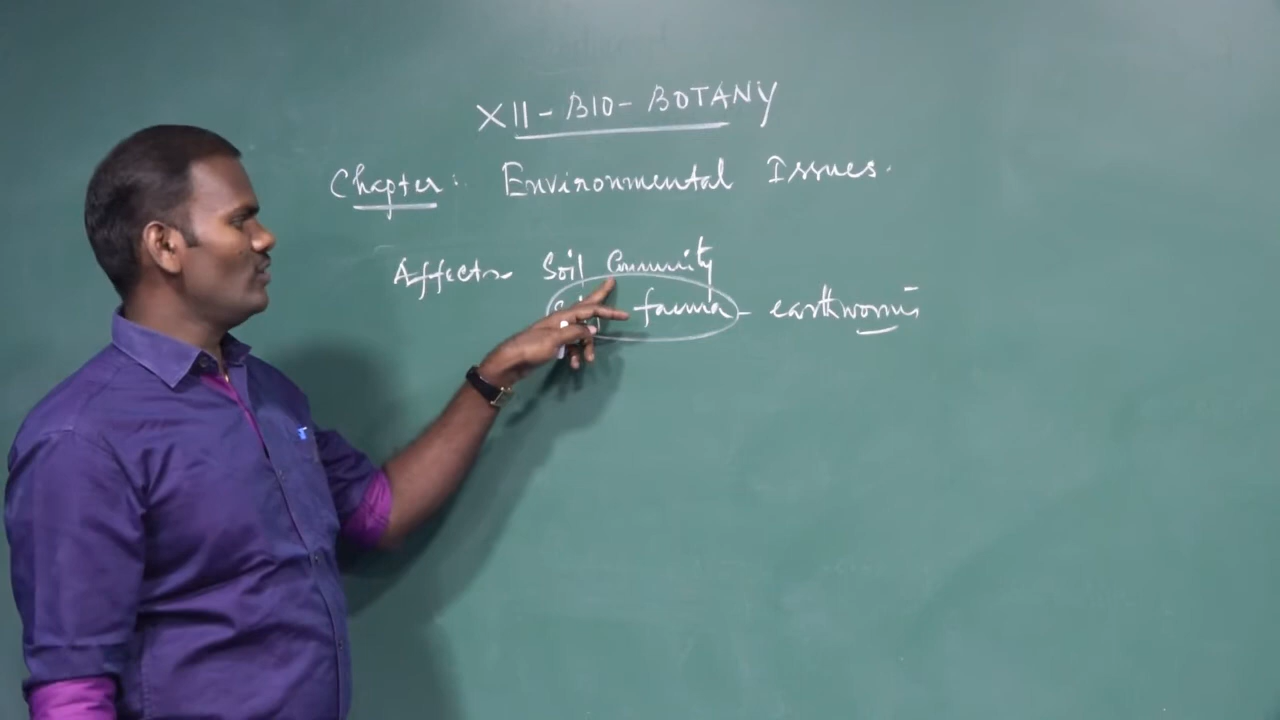 XII - BIO - BOTANY
Chapter: Environmental Issues.
Affects Soil Community
fauna - earthworms